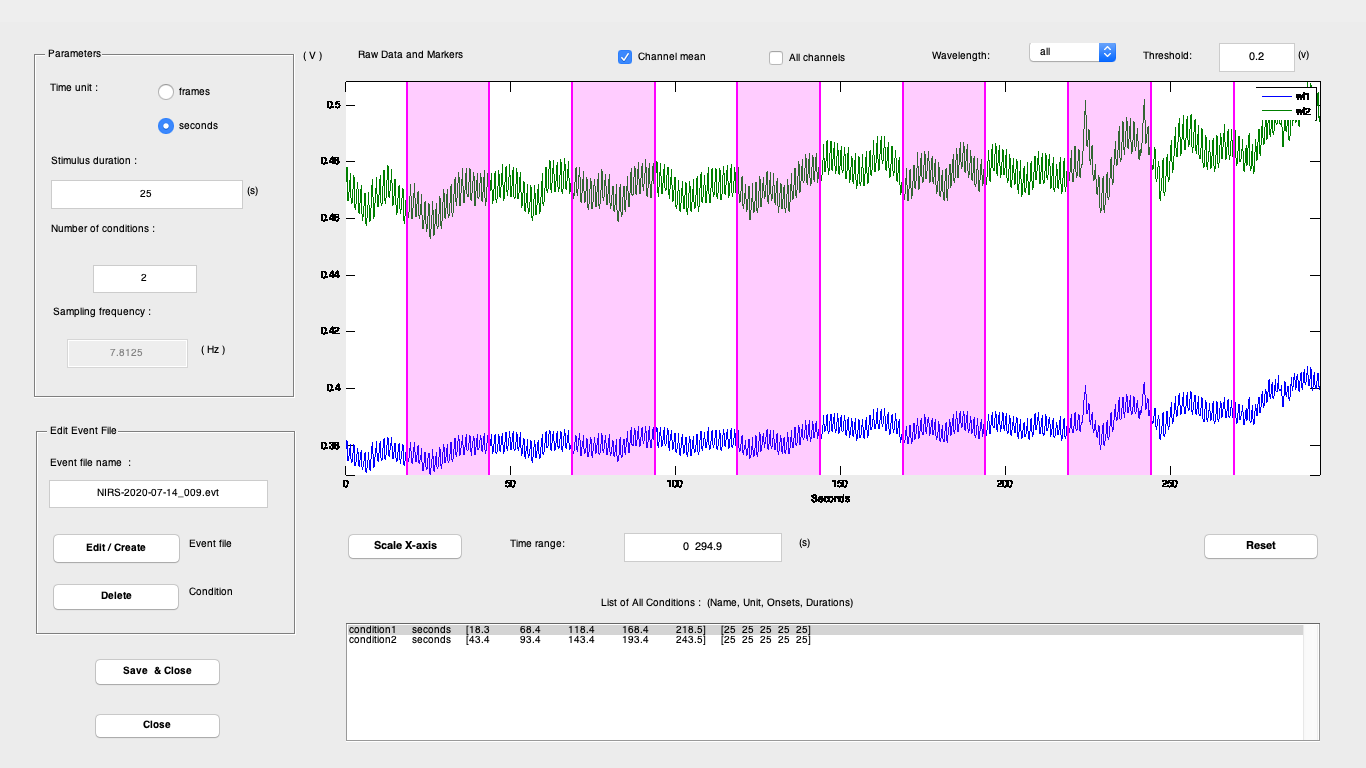 Parameters
Time unit :
frames
seconds
Stimulus duration :
25
(s)
Number of conditions :
2
Sampling frequency :
7.8125
( Hz )
Edit Event File
Event file name :
NIRS-2020-07-14_009.evt
Edit / Create
Event file
Delete
Condition
Save & Close
Close
( V )
Raw Data and Markers
Channel mean
All channels
Wavelength:
all
Threshold:
0.2
(v)
wl1
wl2
0.5
0.48
0.46
0.44
0.42
0.4
0.38
0 50 100 150 200 250
Seconds
Scale X-axis
Time range:
0 294.9
(s)
Reset
List of All Conditions : (Name, Unit, Onsets, Durations)
condition1 seconds [18.3 68.4 118.4 168.4 218.5] [25 25 25 25 25]
condition2 seconds [43.4 93.4 143.4 193.4 243.5] [25 25 25 25 25]